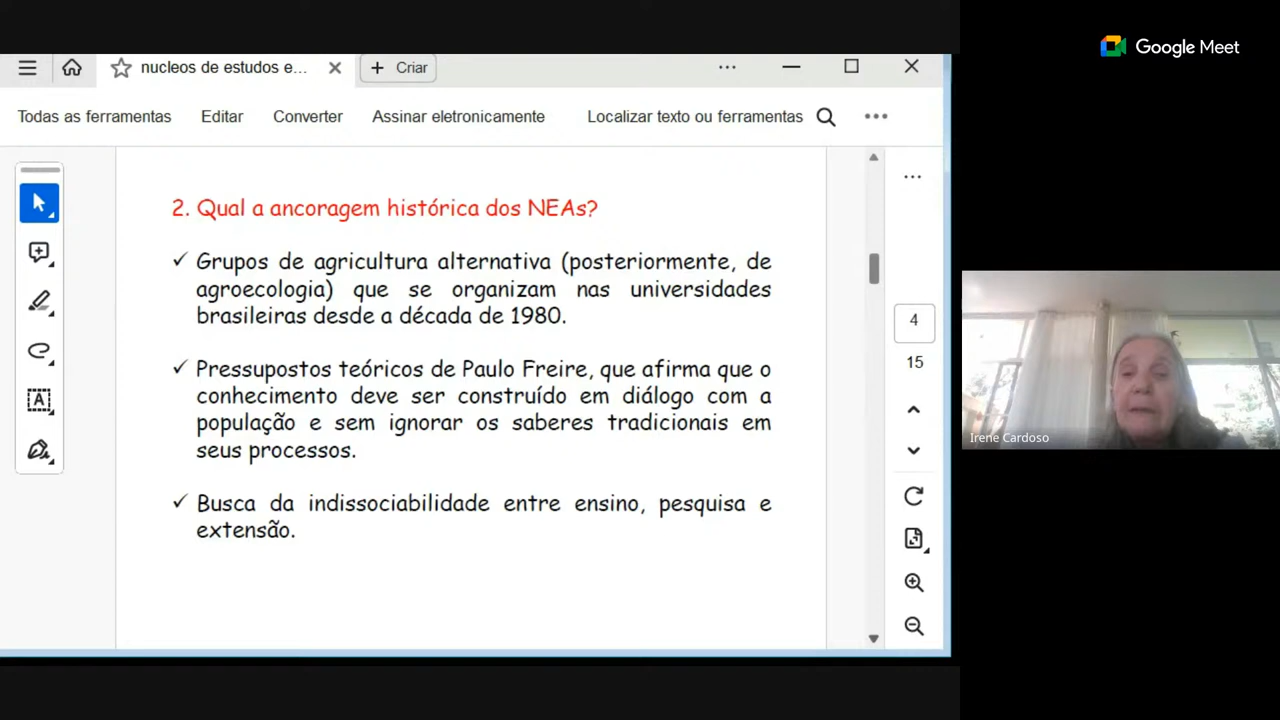 Google Meet
nucleos de estudos e...
Criar
Todas as ferramentas
Editar
Converter
Assinar eletronicamente
Localizar texto ou ferramentas
2. Qual a ancoragem histórica dos NEAs?
✓ Grupos de agricultura alternativa (posteriormente, de
agroecologia) que se organizam nas universidades
brasileiras desde a década de 1980.
✓ Pressupostos teóricos de Paulo Freire, que afirma que o
conhecimento deve ser construído em diálogo com a
população e sem ignorar os saberes tradicionais em
seus processos.
✓ Busca da indissociabilidade entre ensino, pesquisa e
extensão.
4
15
Irene Cardoso